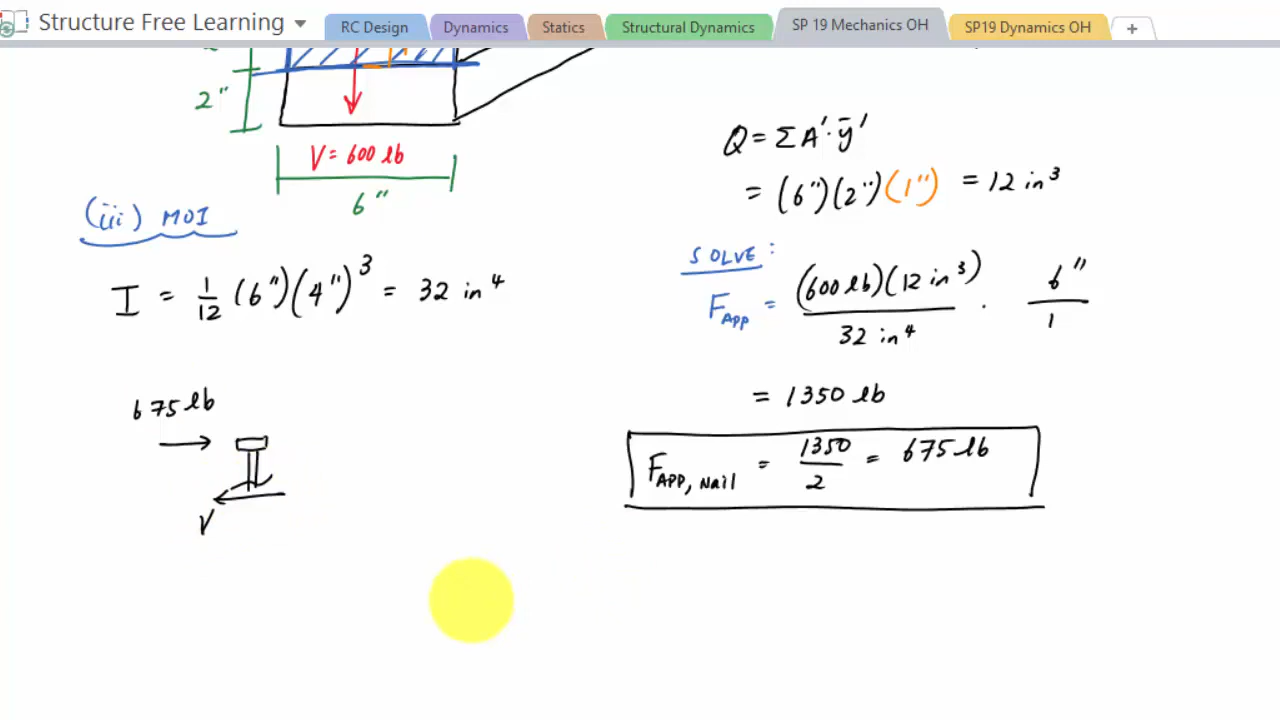 Structure Free Learning
RC Design
Dynamics
Statics
Structural Dynamics
SP 19 Mechanics OH
SP19 Dynamics OH
+
2"
V = 600 lb
6"
(iii) MOI
I = 1/12 (6")(4")³ = 32 in⁴
675 lb
V
Q = ΣA'·ȳ'
= (6")(2")(1") = 12 in³
SOLVE:
F_APP = (600 lb)(12 in³) / 32 in⁴ · 6" / 1
= 1350 lb
F_APP, Nail = 1350/2 = 675 lb